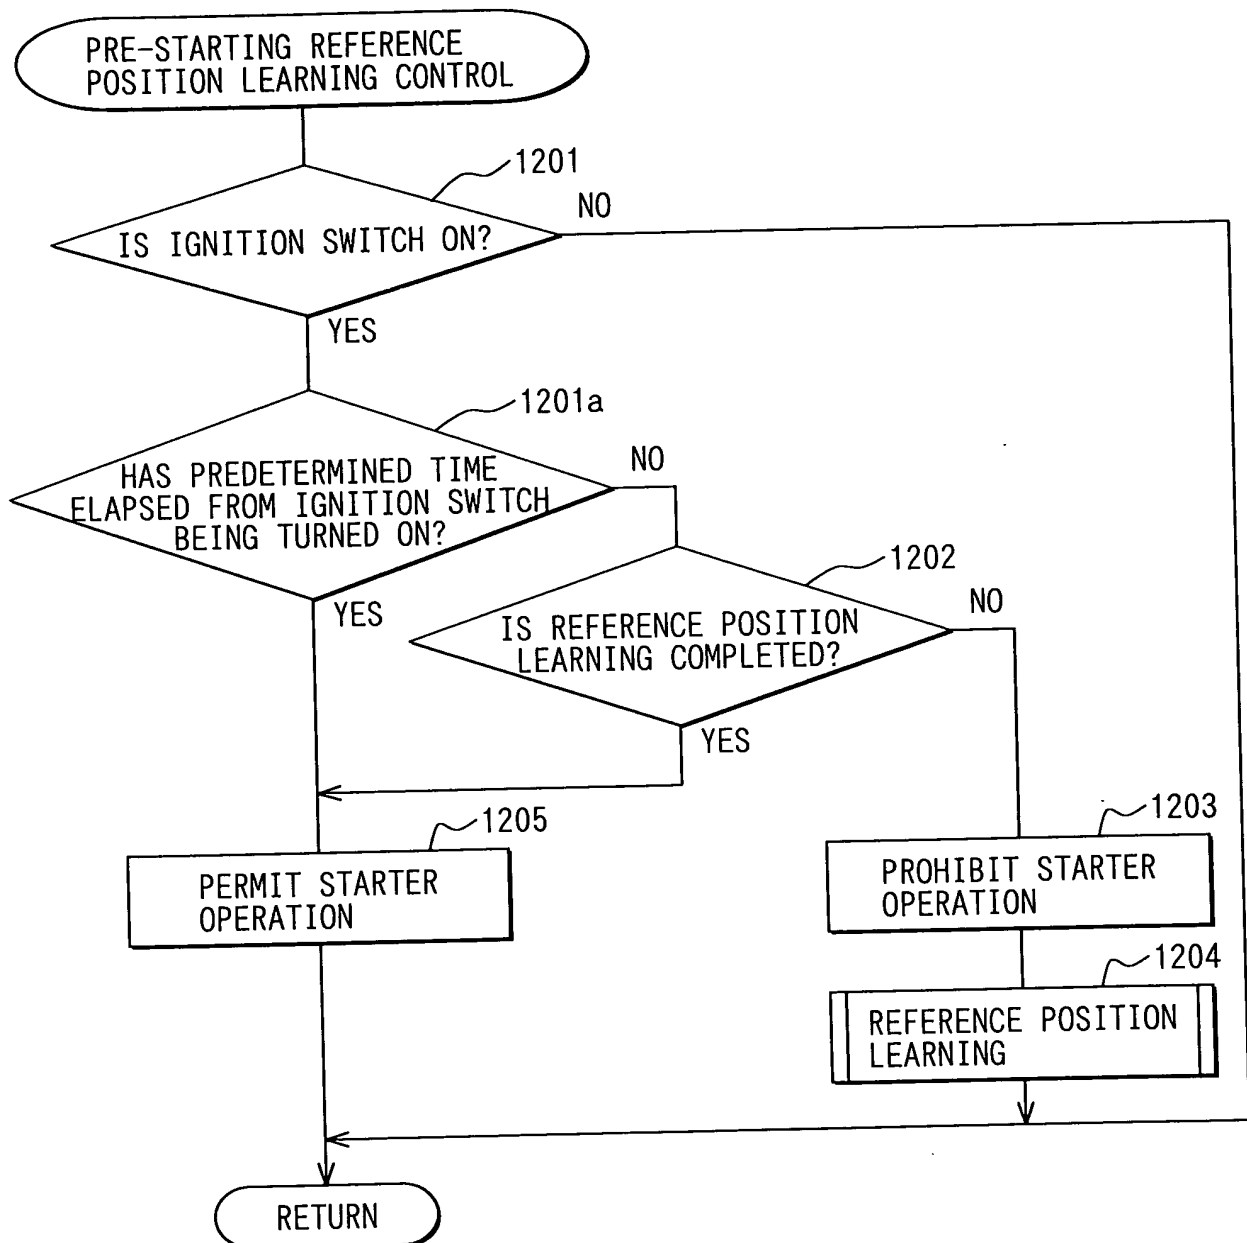 PRE-STARTING REFERENCE
POSITION LEARNING CONTROL
1201
NO
IS IGNITION SWITCH ON?
YES
1201a
NO
HAS PREDETERMINED TIME
ELAPSED FROM IGNITION SWITCH
BEING TURNED ON?
YES
1202
NO
IS REFERENCE POSITION
LEARNING COMPLETED?
YES
1205
PERMIT STARTER
OPERATION
1203
PROHIBIT STARTER
OPERATION
1204
REFERENCE POSITION
LEARNING
RETURN